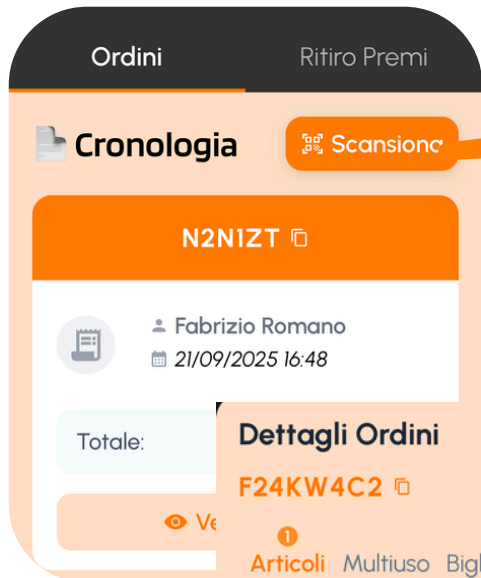 Ordini
Ritiro Premi
Cronologia
N2N1ZT
Fabrizio Romano
21/09/2025 16:48
Totale:
Dettagli Ordini
F24KW4C2
1
Articoli Multiuso